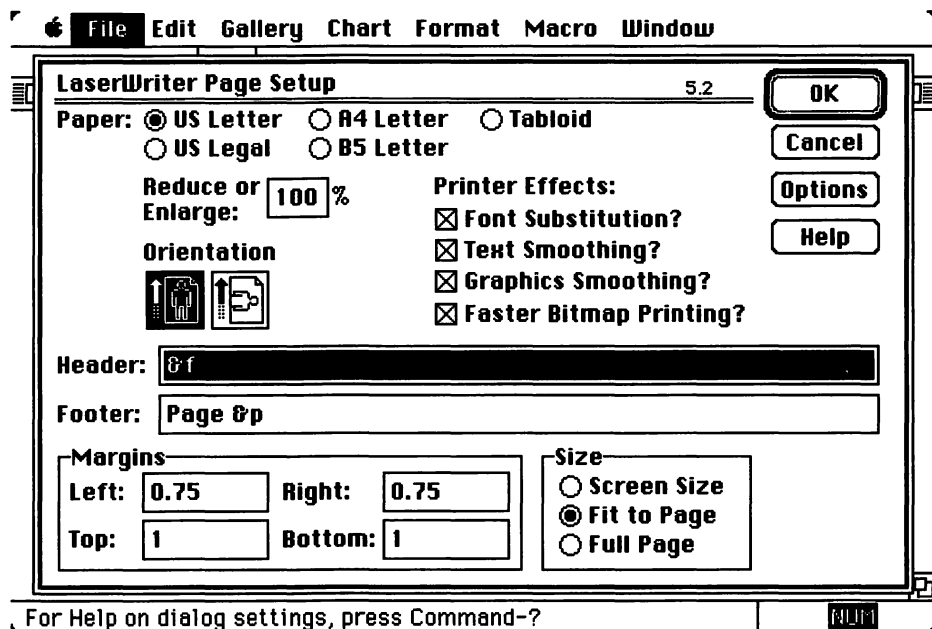 File Edit Gallery Chart Format Macro Window
LaserWriter Page Setup 5.2 OK
Paper: US Letter A4 Letter Tabloid
US Legal B5 Letter Cancel
Reduce or Enlarge: 100 %
Printer Effects: Options
Font Substitution?
Orientation Text Smoothing? Help
Graphics Smoothing?
Faster Bitmap Printing?
Header: &f
Footer: Page &p
Margins Size
Left: 0.75 Right: 0.75 Screen Size
Fit to Page
Top: 1 Bottom: 1 Full Page
For Help on dialog settings, press Command-?
NUM